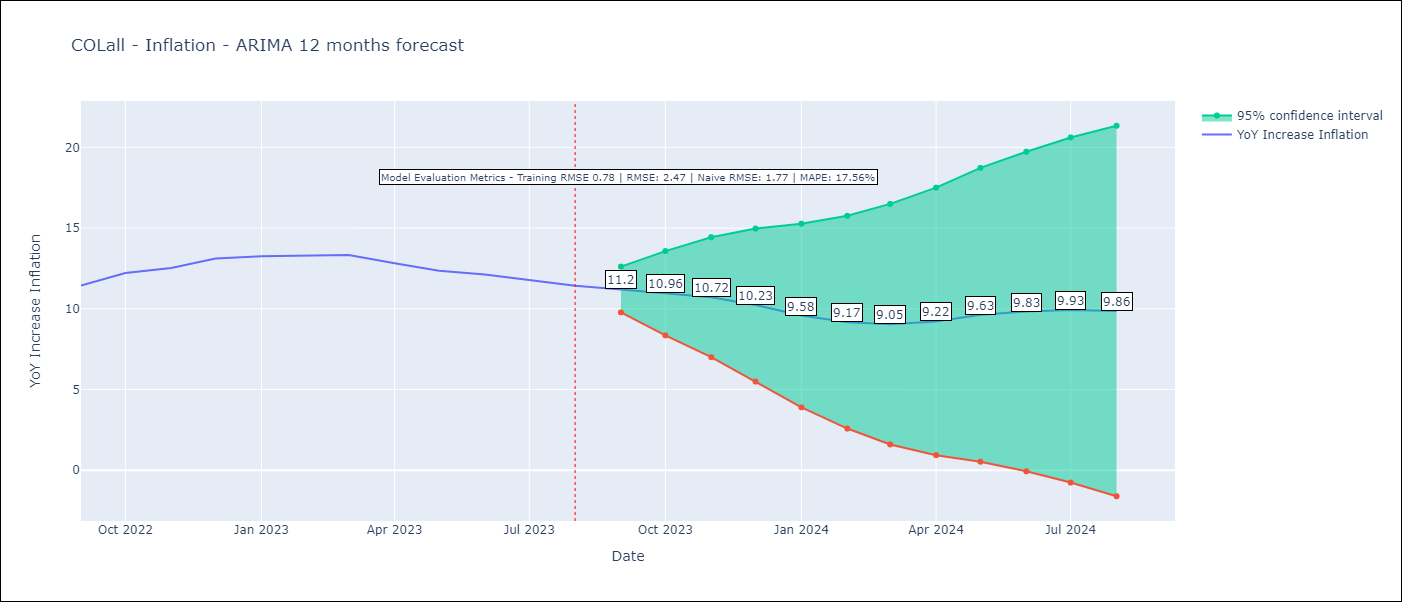 COLall - Inflation - ARIMA 12 months forecast
95% confidence interval
YoY Increase Inflation
Model Evaluation Metrics - Training RMSE 0.78 | RMSE: 2.47 | Naive RMSE: 1.77 | MAPE: 17.56%
YoY Increase Inflation
20
15
10
5
0
11.2
10.96
10.72
10.23
9.58
9.17
9.05
9.22
9.63
9.83
9.93
9.86
Oct 2022
Jan 2023
Apr 2023
Jul 2023
Oct 2023
Jan 2024
Apr 2024
Jul 2024
Date